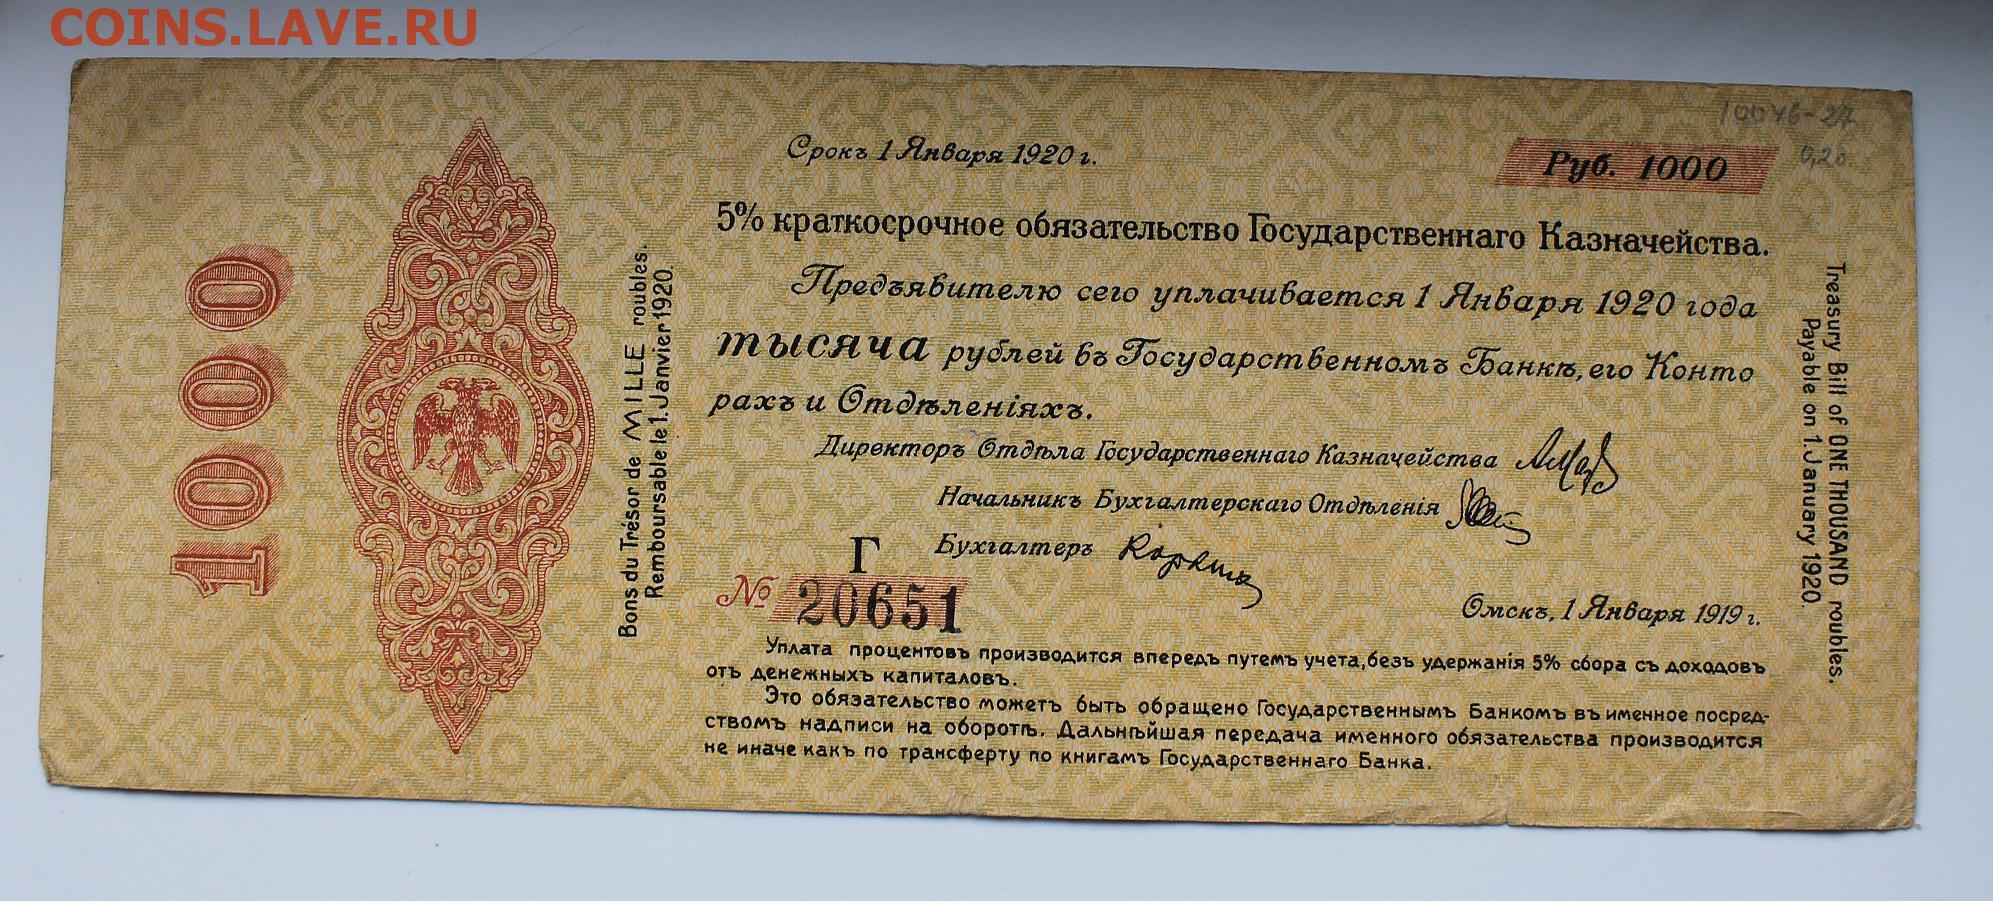 COINS.LAVE.RU
10046-27
0,20
Срокъ 1 Января 1920 г.
Руб. 1000
5% краткосрочное обязательство Государственнаго Казначейства.
Предъявителю сего уплачивается 1 Января 1920 года
тысяча рублей въ Государственномъ Банкѣ, его Конто
рахъ и Отдѣленіяхъ.
Директоръ Отдѣла Государственнаго Казначейства
Начальникъ Бухгалтерскаго Отдѣленія
Бухгалтеръ
Г
№ 20651
Омскъ, 1 Января 1919 г.
Уплата процентовъ производится впередъ путемъ учета, безъ удержанія 5% сбора съ доходовъ
отъ денежныхъ капиталовъ.
Это обязательство можетъ быть обращено Государственнымъ Банкомъ въ именное посред-
ствомъ надписи на оборотѣ. Дальнѣйшая передача именного обязательства производится
не иначе какъ по трансферту по книгамъ Государственнаго Банка.
1000
Bons du Trésor de MILLE roubles.
Remboursable le 1. Janvier 1920.
Treasury Bill of ONE THOUSAND roubles.
Payable on 1. January 1920.